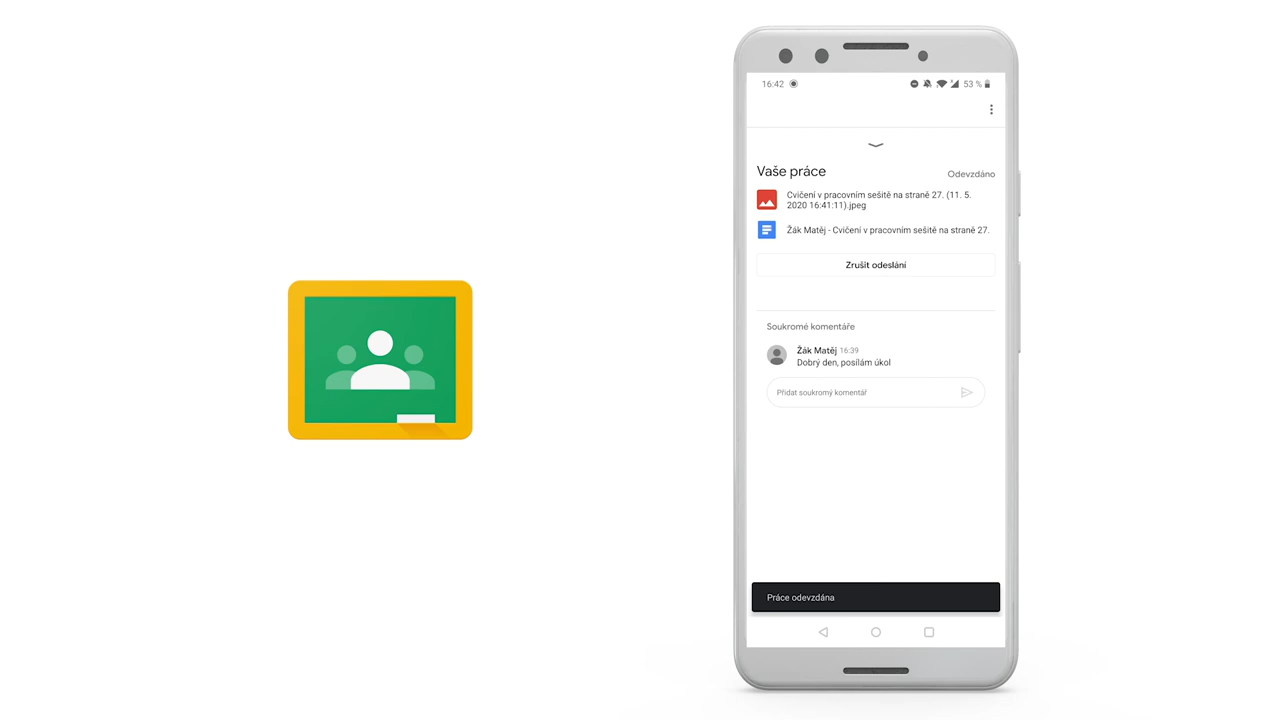 16:42
53 %
Vaše práce
Odevzdáno
Cvičení v pracovním sešitě na straně 27. (11. 5.
2020 16:41:11).jpeg
Žák Matěj - Cvičení v pracovním sešitě na straně 27.
Zrušit odeslání
Soukromé komentáře
Žák Matěj 16:39
Dobrý den, posílám úkol
Přidat soukromý komentář
Práce odevzdána